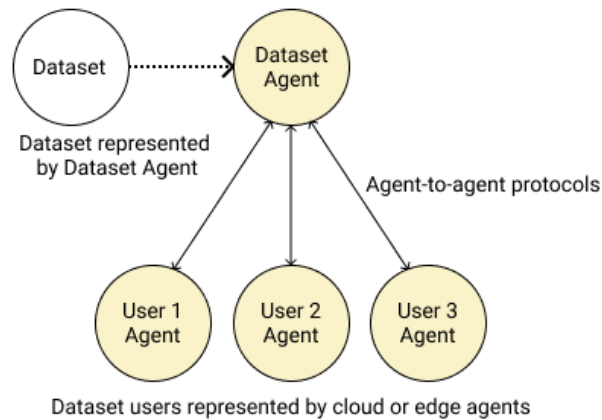 Dataset
Dataset
Agent
Dataset represented
by Dataset Agent
Agent-to-agent protocols
User 1
Agent
User 2
Agent
User 3
Agent
Dataset users represented by cloud or edge agents